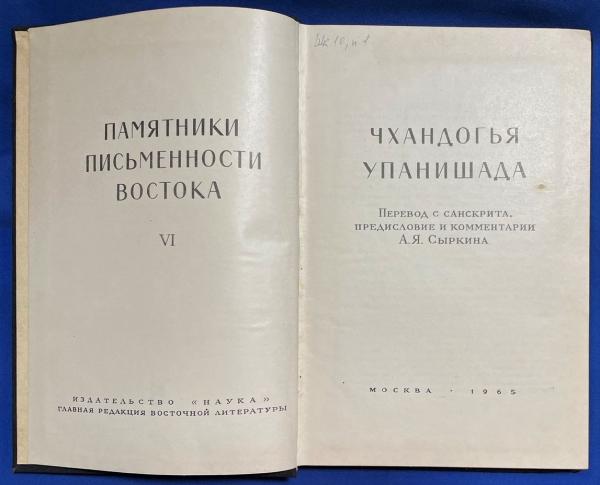 ПАМЯТНИКИ
ПИСЬМЕННОСТИ
ВОСТОКА
VI
ИЗДАТЕЛЬСТВО «НАУКА»
ГЛАВНАЯ РЕДАКЦИЯ ВОСТОЧНОЙ ЛИТЕРАТУРЫ
ЧХАНДОГЬЯ
УПАНИШАДА
ПЕРЕВОД С САНСКРИТА,
ПРЕДИСЛОВИЕ И КОММЕНТАРИИ
А.Я. СЫРКИНА
МОСКВА · 1965